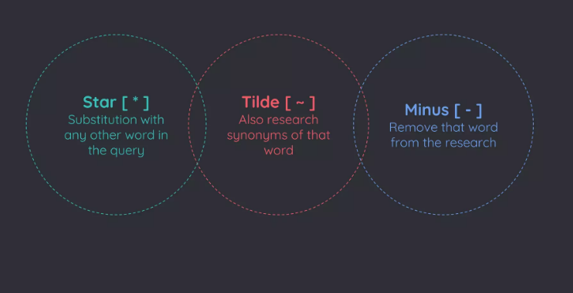 Star [ * ]
Substitution with
any other word in
the query
Tilde [ ~ ]
Also research
synonyms of that
word
Minus [ - ]
Remove that word
from the research